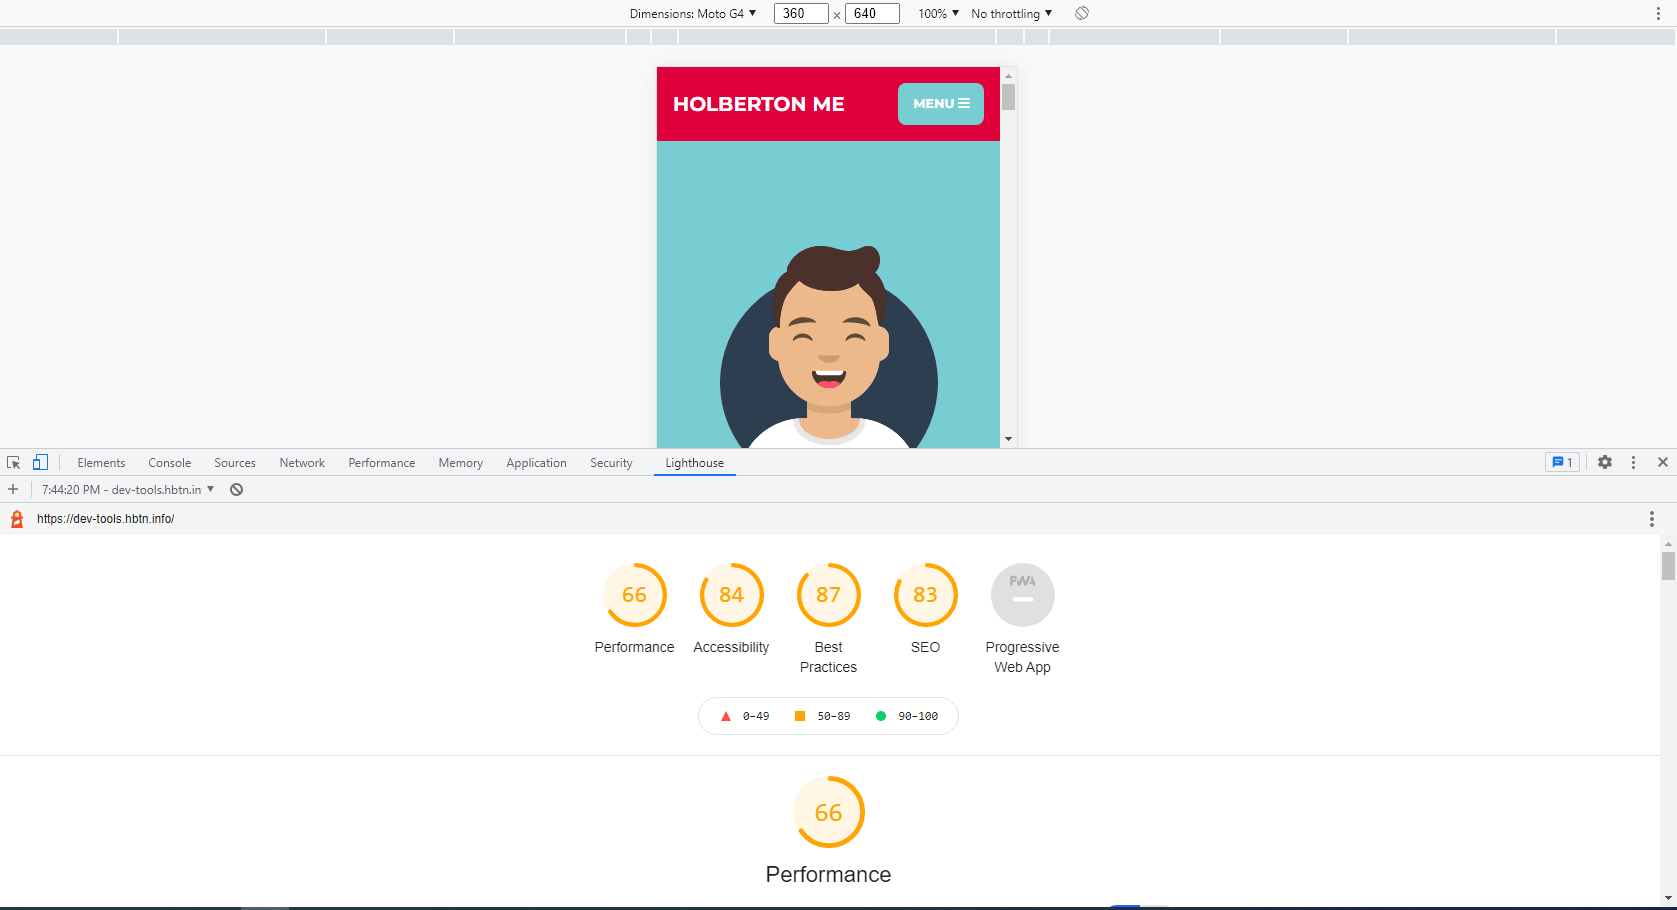 Dimensions: Moto G4 ▼ 360 × 640 100% ▼ No throttling ▼
HOLBERTON ME MENU
Elements Console Sources Network Performance Memory Application Security Lighthouse 1
7:44:20 PM - dev-tools.hbtn.in ▼
https://dev-tools.hbtn.info/
66 84 87 83 PWA
Performance Accessibility Best Practices SEO Progressive Web App
0–49 50–89 90–100
66
Performance